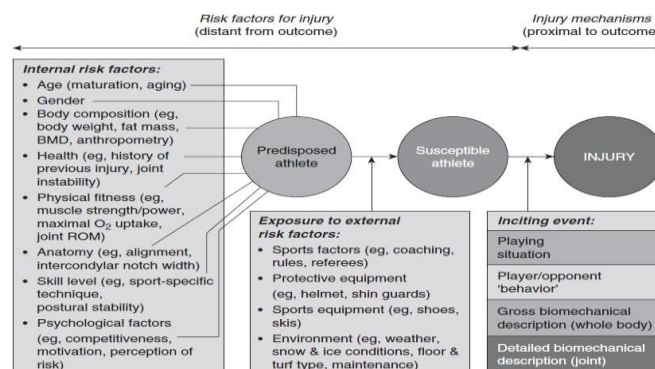 Risk factors for injury
(distant from outcome)
Injury mechanisms
(proximal to outcome
Internal risk factors:
• Age (maturation, aging)
• Gender
• Body composition (eg,
body weight, fat mass,
BMD, anthropometry)
• Health (eg, history of
previous injury, joint
instability)
• Physical fitness (eg,
muscle strength/power,
maximal O₂ uptake,
joint ROM)
• Anatomy (eg, alignment,
intercondylar notch width)
• Skill level (eg, sport-specific
technique,
postural stability)
• Psychological factors
(eg, competitiveness,
motivation, perception of
risk)
Predisposed
athlete
Susceptible
athlete
INJURY
Exposure to external
risk factors:
• Sports factors (eg, coaching,
rules, referees)
• Protective equipment
(eg, helmet, shin guards)
• Sports equipment (eg, shoes,
skis)
• Environment (eg, weather,
snow & ice conditions, floor &
turf type, maintenance)
Inciting event:
Playing
situation
Player/opponent
'behavior'
Gross biomechanical
description (whole body)
Detailed biomechanical
description (joint)